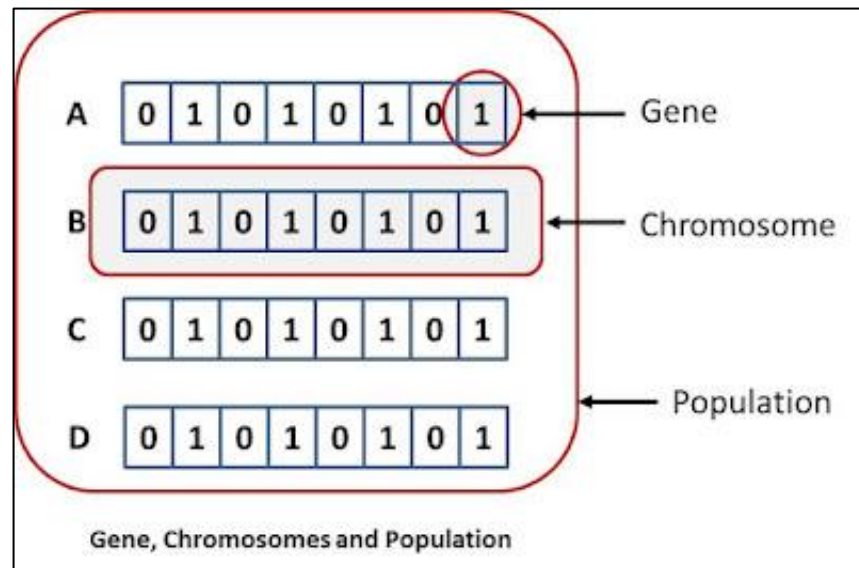 A 0 1 0 1 0 1 0 1 Gene
B 0 1 0 1 0 1 0 1 Chromosome
C 0 1 0 1 0 1 0 1
Population
D 0 1 0 1 0 1 0 1
Gene, Chromosomes and Population